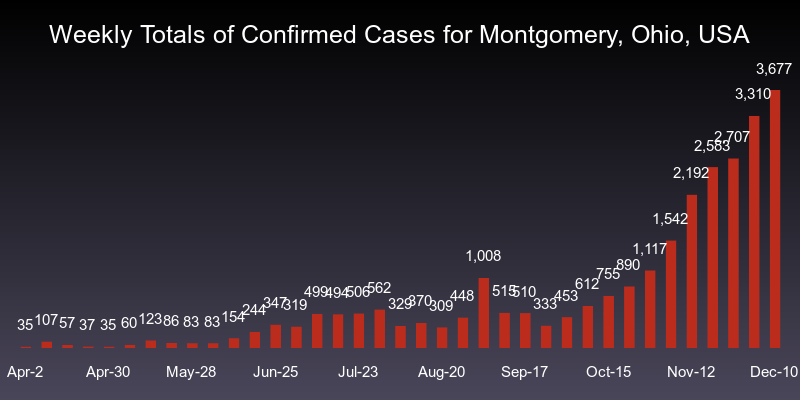 Weekly Totals of Confirmed Cases for Montgomery, Ohio, USA
35 107 57 37 35 60 123 86 83 83 154 244 347 319 499 494 506 562 329 370 309 448 1,008 515 510 333 453 612 755 890 1,117 1,542 2,192 2,583 2,707 3,310 3,677
Apr-2 Apr-30 May-28 Jun-25 Jul-23 Aug-20 Sep-17 Oct-15 Nov-12 Dec-10